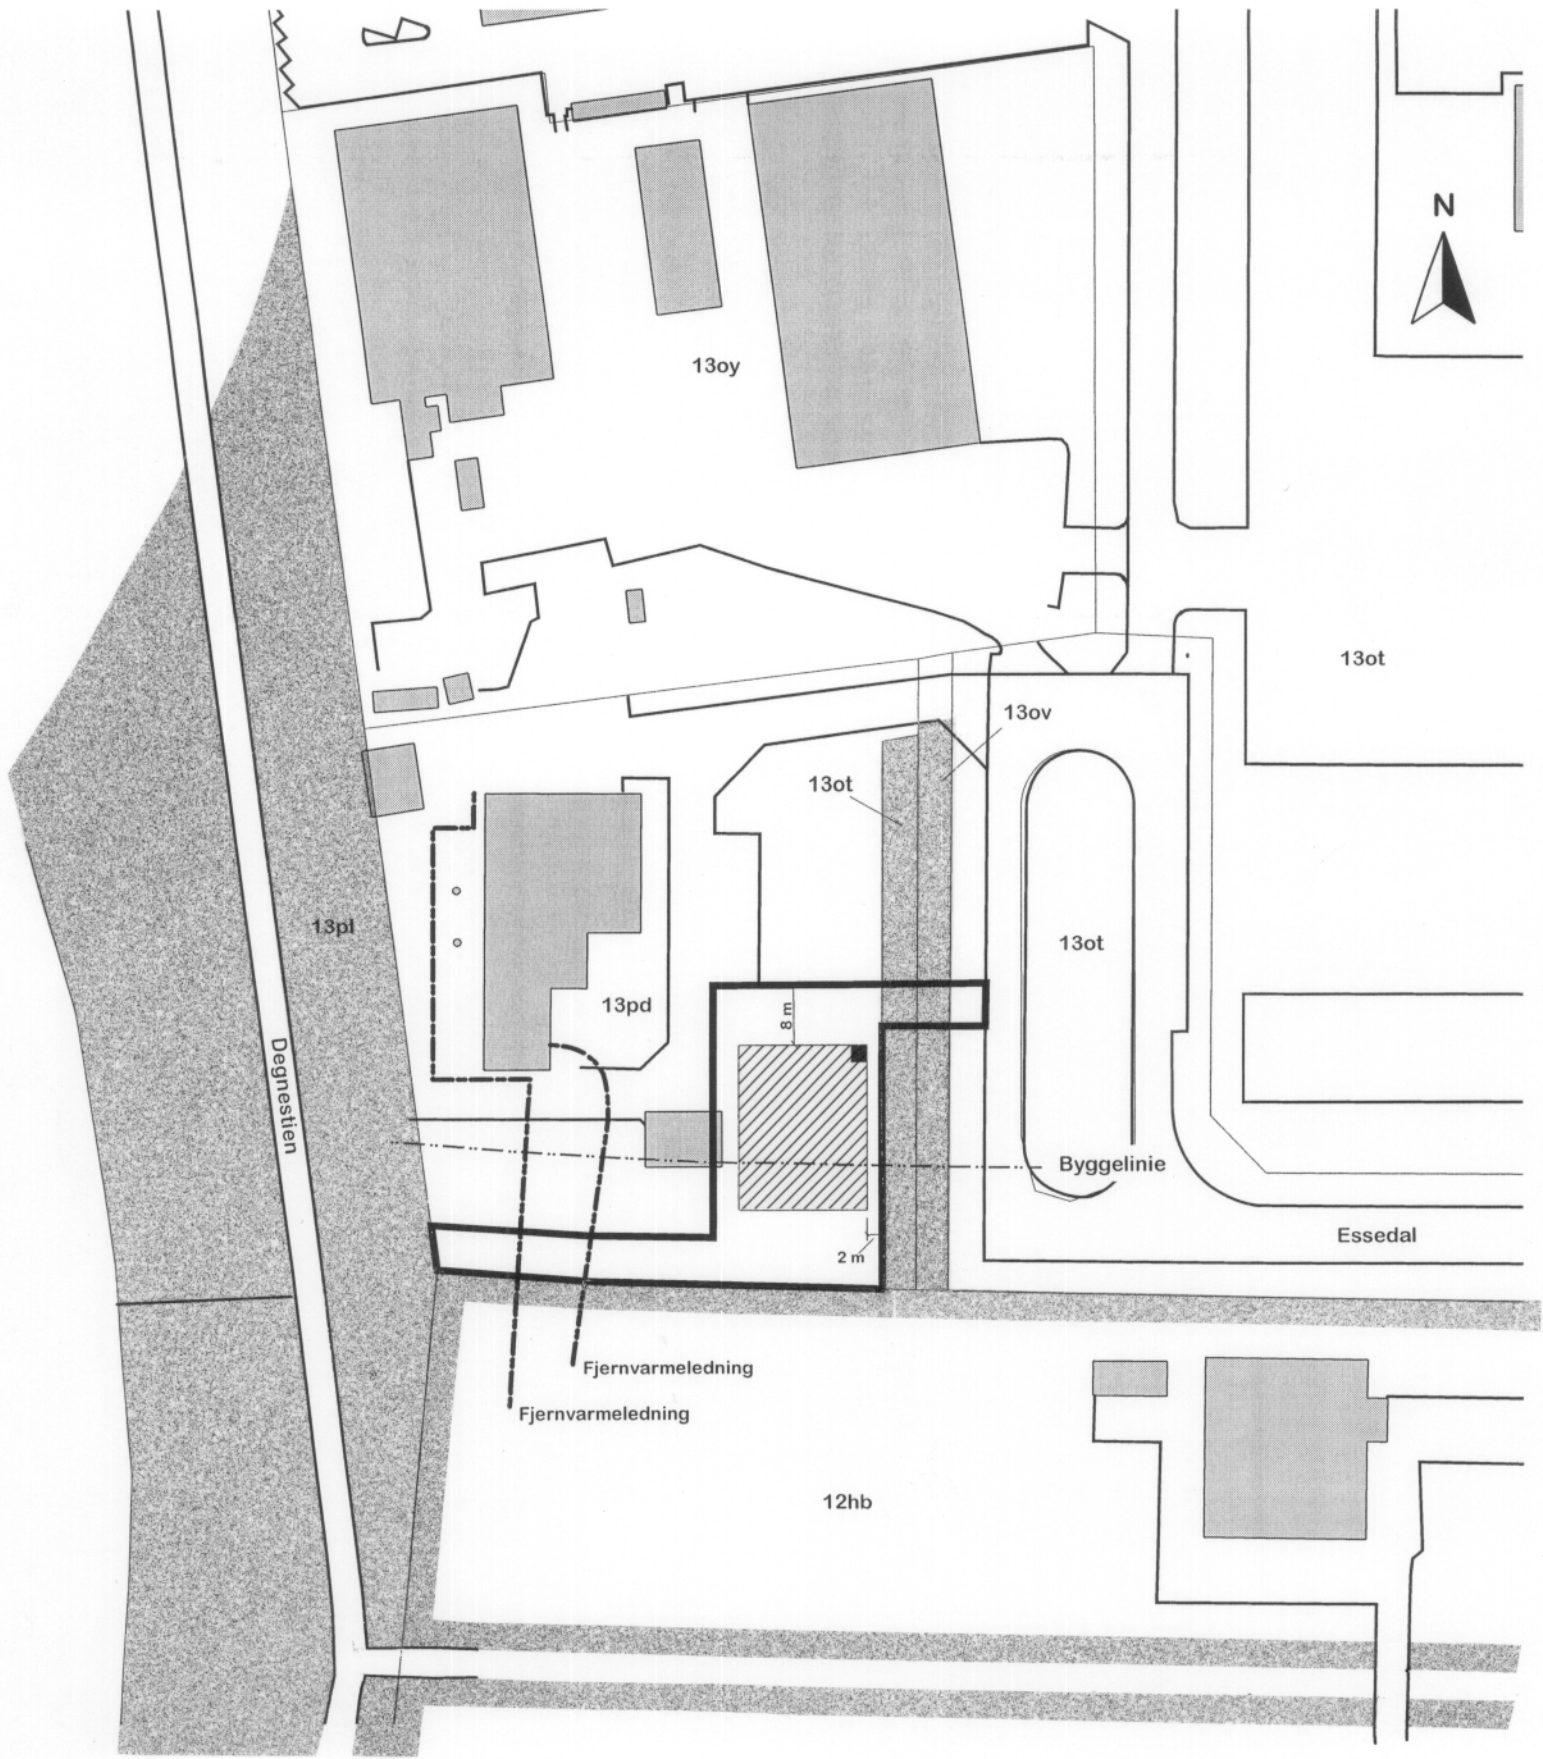 N
13oy
13ot
13ov
13ot
13pl
13ot
13pd
8 m
Degnestien
Byggelinie
Essedal
2 m
Fjernvarmeledning
Fjernvarmeledning
12hb